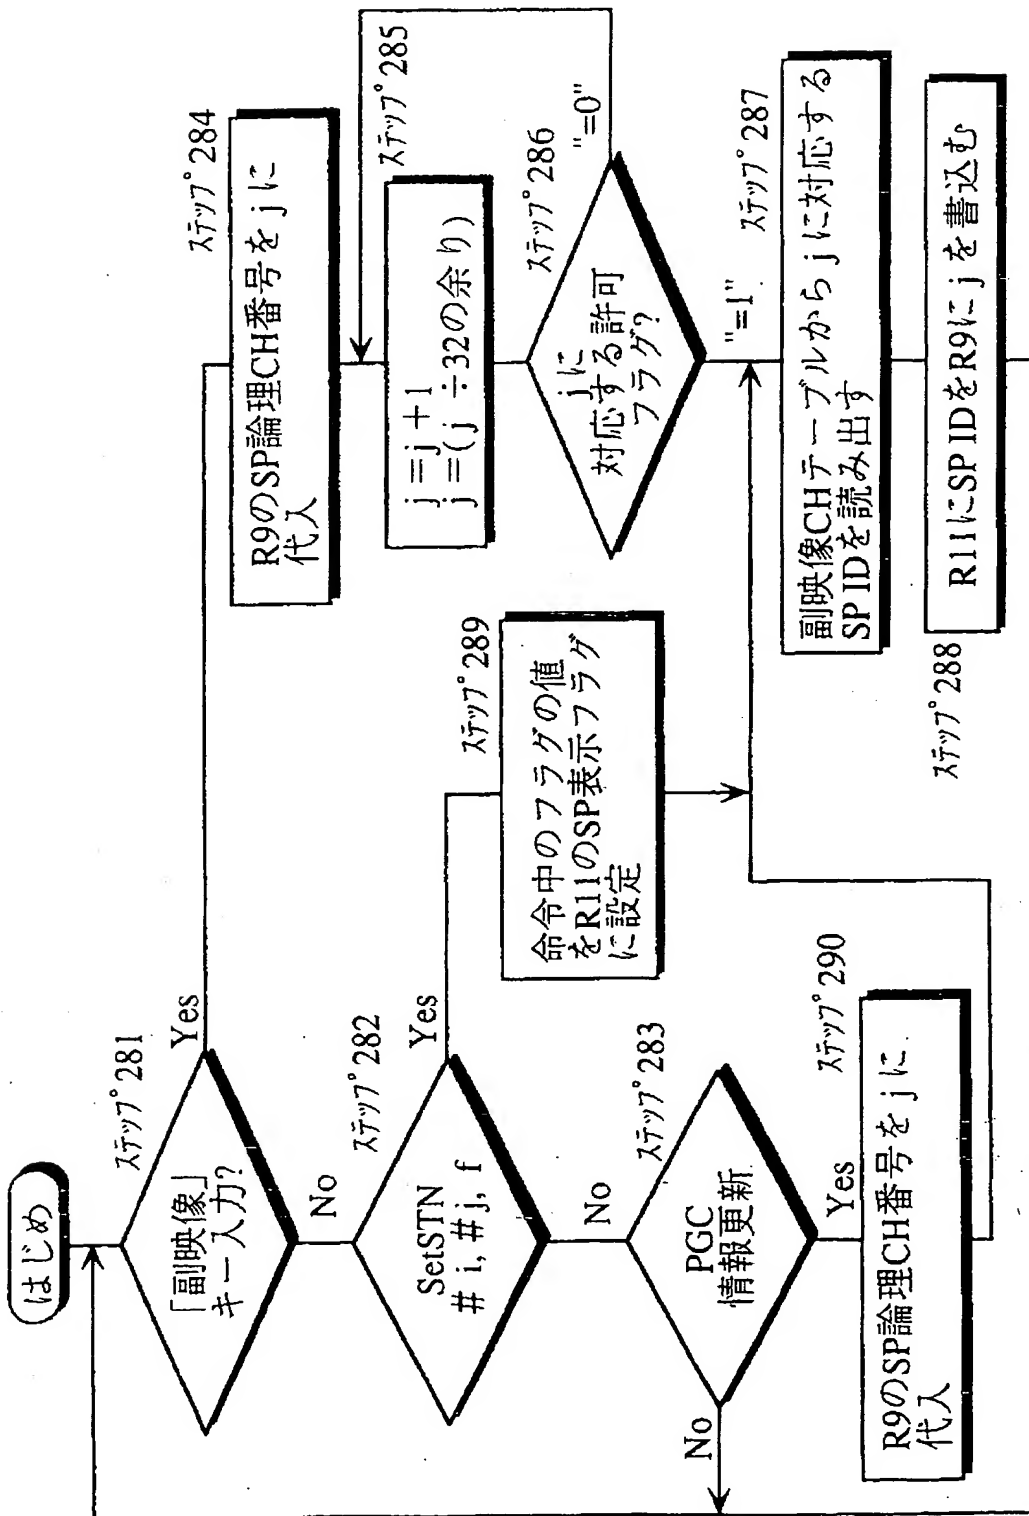 はじめ
ステップ281
「副映像」
キー入力?
Yes
No
ステップ282
SetSTN
# i, # j, f
Yes
No
ステップ283
PGC
情報更新
No
Yes
ステップ290
R9のSP論理CH番号を j に
代入
ステップ289
命令中のフラグの値
をR11のSP表示フラグ
に設定
ステップ284
R9のSP論理CH番号を j に
代入
ステップ285
j =j + 1
j =(j ÷32の余り)
ステップ286
j に
対応する許可
フラグ?
"=0"
"=1"
ステップ287
副映像CHテーブルから j に対応する
SP IDを読み出す
ステップ288
R11にSP IDをR9に j を書込む